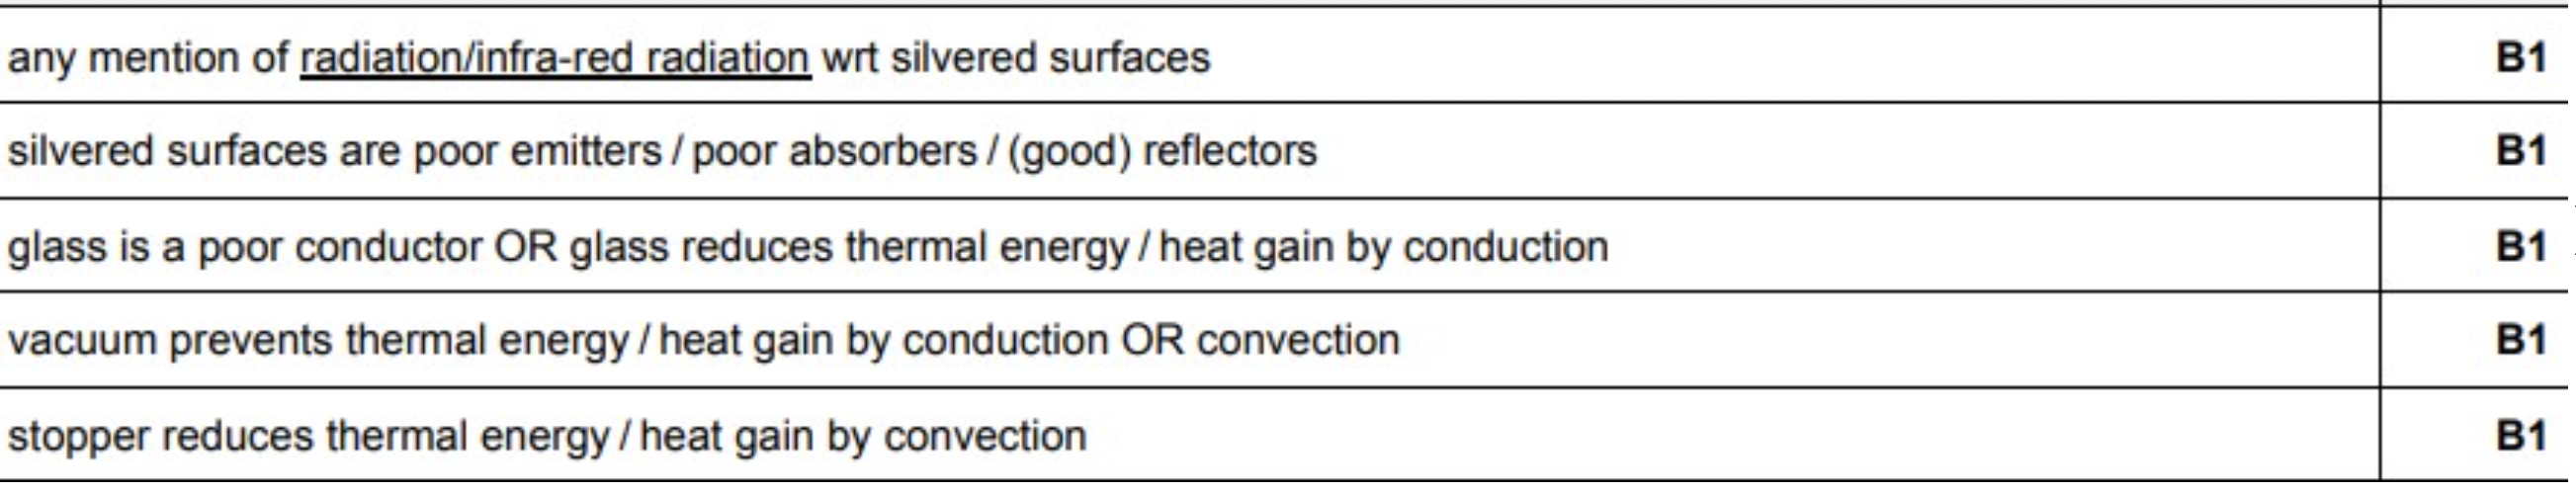 any mention of radiation/infra-red radiation wrt silvered surfaces B1
silvered surfaces are poor emitters / poor absorbers / (good) reflectors B1
glass is a poor conductor OR glass reduces thermal energy / heat gain by conduction B1
vacuum prevents thermal energy / heat gain by conduction OR convection B1
stopper reduces thermal energy / heat gain by convection B1